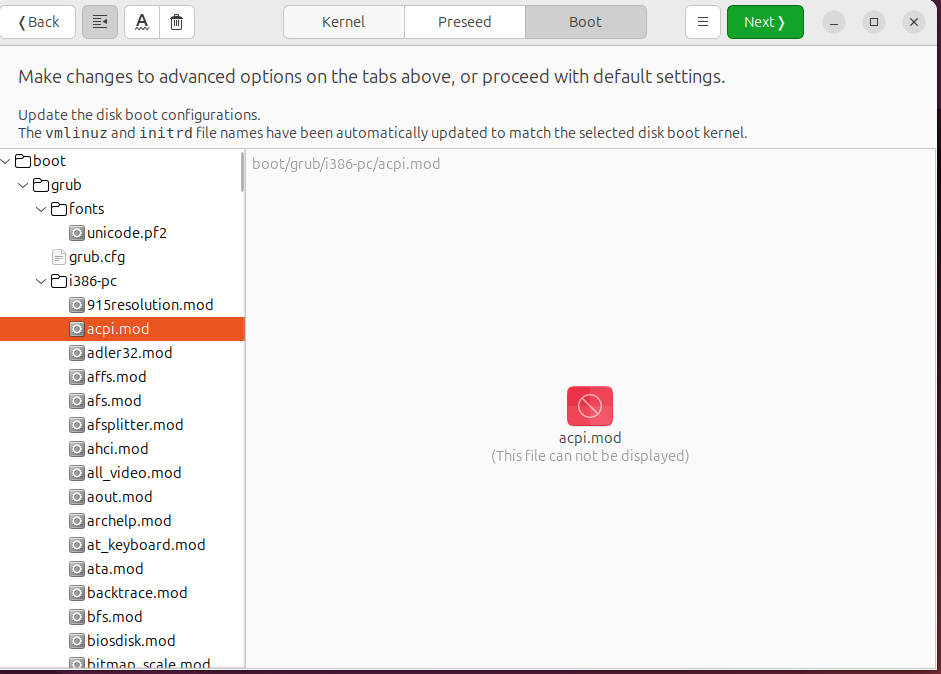 Back
Kernel
Preseed
Boot
Next
Make changes to advanced options on the tabs above, or proceed with default settings.
Update the disk boot configurations.
The vmlinuz and initrd file names have been automatically updated to match the selected disk boot kernel.
boot
grub
fonts
unicode.pf2
grub.cfg
i386-pc
915resolution.mod
acpi.mod
adler32.mod
affs.mod
afs.mod
afsplitter.mod
ahci.mod
all_video.mod
aout.mod
archelp.mod
at_keyboard.mod
ata.mod
backtrace.mod
bfs.mod
biosdisk.mod
bitmap_scale.mod
boot/grub/i386-pc/acpi.mod
acpi.mod
(This file can not be displayed)